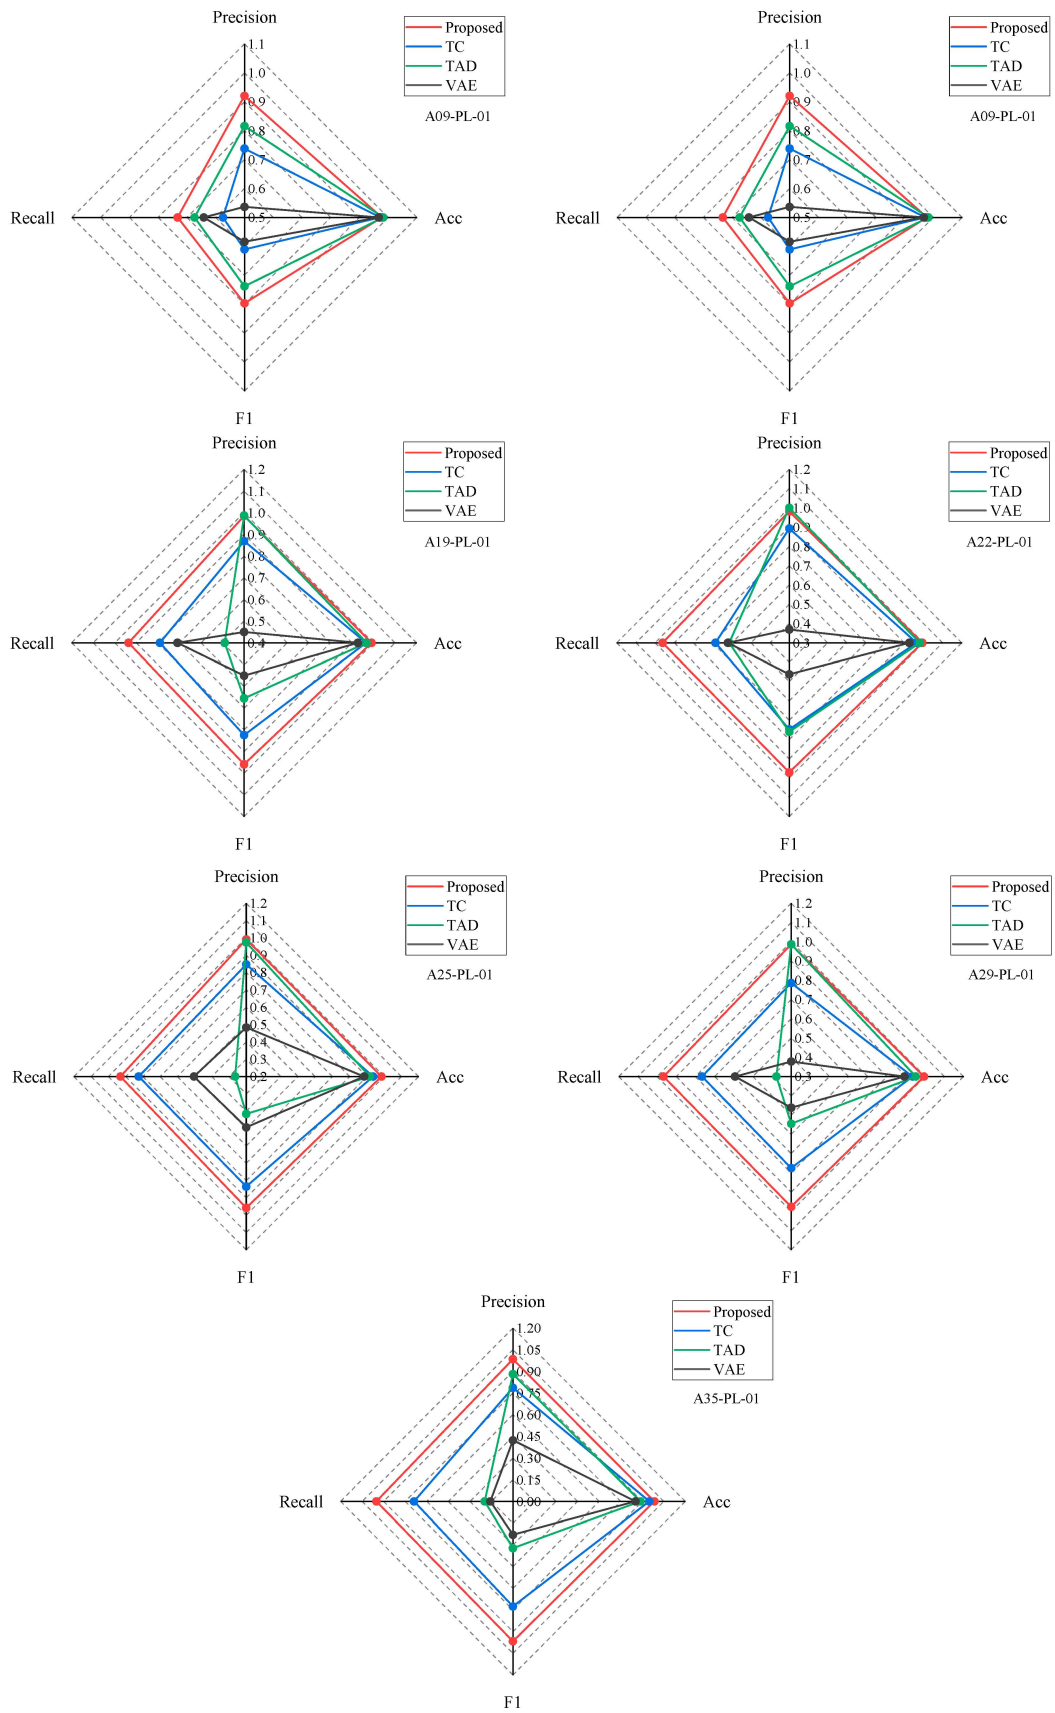 Precision
1.1
1.0
0.9
0.8
0.7
0.6
0.5
Recall
Acc
F1
Proposed
TC
TAD
VAE
A09-PL-01
Precision
1.1
1.0
0.9
0.8
0.7
0.6
0.5
Recall
Acc
F1
Proposed
TC
TAD
VAE
A09-PL-01
Precision
1.2
1.1
1.0
0.9
0.8
0.7
0.6
0.5
0.4
Recall
Acc
F1
Proposed
TC
TAD
VAE
A19-PL-01
Precision
1.2
1.1
1.0
0.9
0.8
0.7
0.6
0.5
0.4
0.3
Recall
Acc
F1
Proposed
TC
TAD
VAE
A22-PL-01
Precision
1.2
1.1
1.0
0.9
0.8
0.7
0.6
0.5
0.4
0.3
0.2
Recall
Acc
F1
Proposed
TC
TAD
VAE
A25-PL-01
Precision
1.2
1.1
1.0
0.9
0.8
0.7
0.6
0.5
0.4
0.3
Recall
Acc
F1
Proposed
TC
TAD
VAE
A29-PL-01
Precision
1.20
1.05
0.90
0.75
0.60
0.45
0.30
0.15
0.00
Recall
Acc
F1
Proposed
TC
TAD
VAE
A35-PL-01